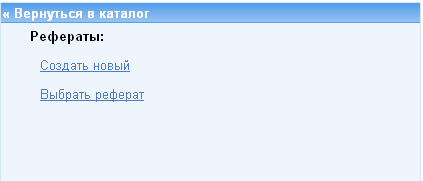 « Вернуться в каталог
Рефераты:
Создать новый
Выбрать реферат